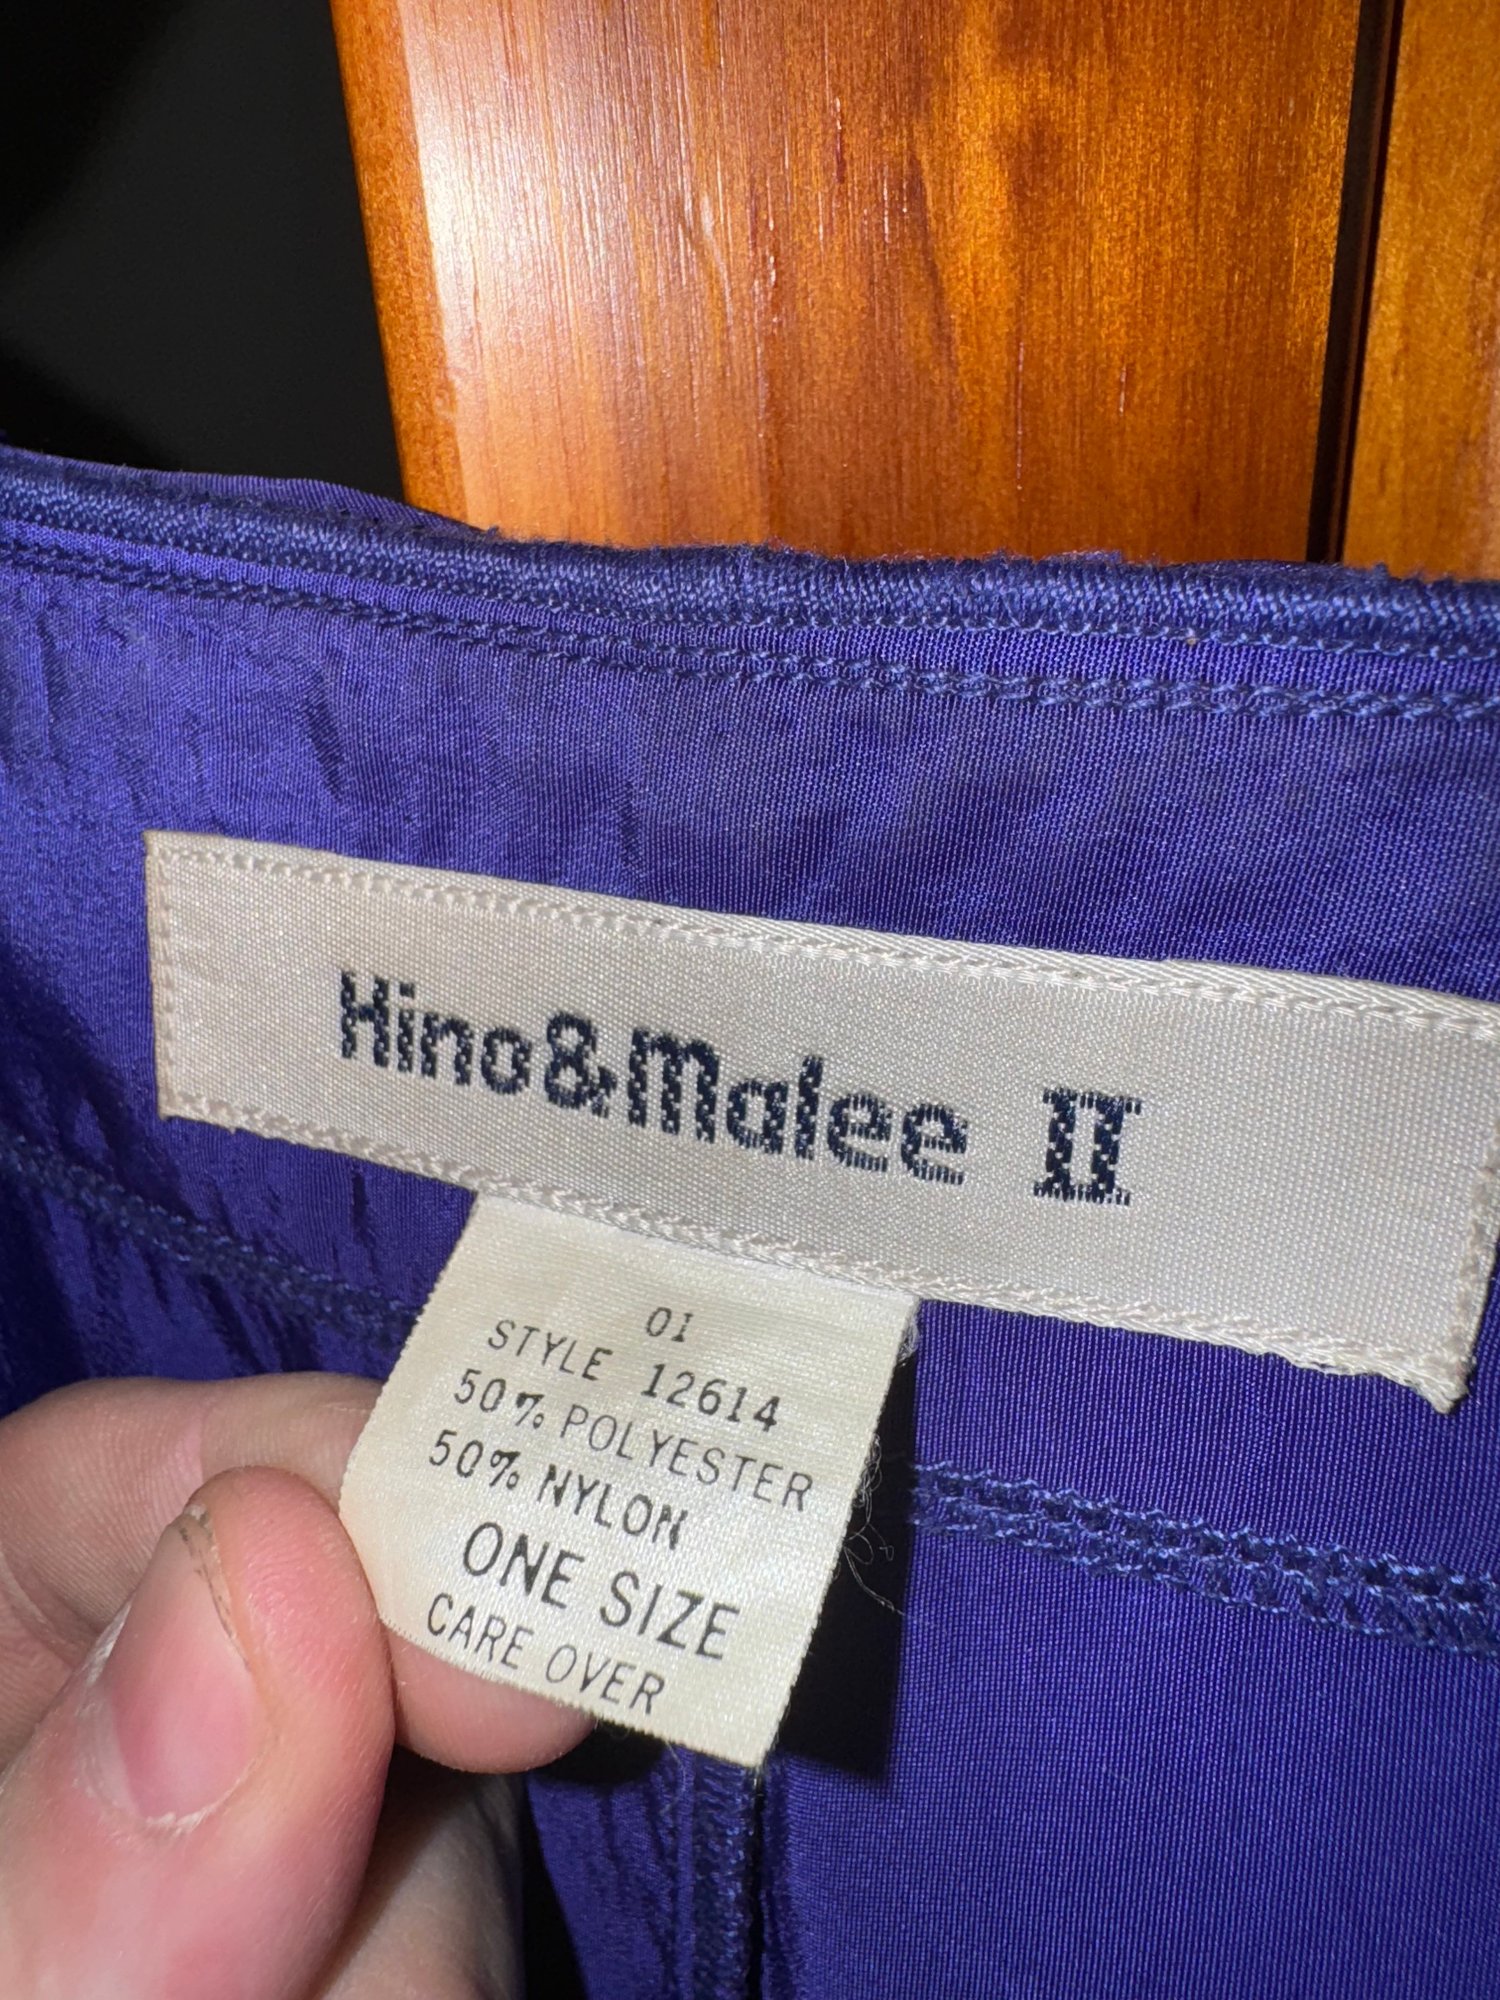 Hino&Malee II
01
STYLE 12614
50% POLYESTER
50% NYLON
ONE SIZE
CARE OVER